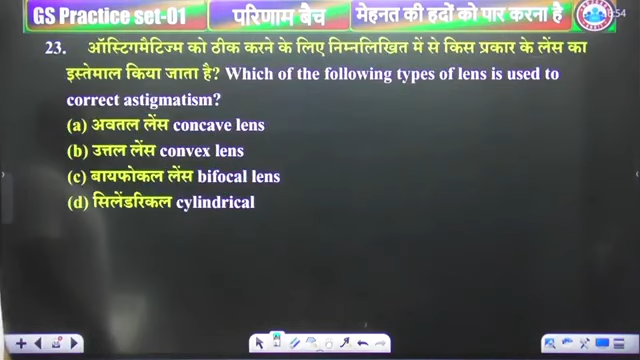 GS Practice set-01 परिणाम बैच मेहनत की हदों को पार करना है
23. ऑस्टिगमैटिज्म को ठीक करने के लिए निम्नलिखित में से किस प्रकार के लेंस का
इस्तेमाल किया जाता है? Which of the following types of lens is used to
correct astigmatism?
(a) अवतल लेंस concave lens
(b) उत्तल लेंस convex lens
(c) बायफोकल लेंस bifocal lens
(d) सिलेंडरिकल cylindrical